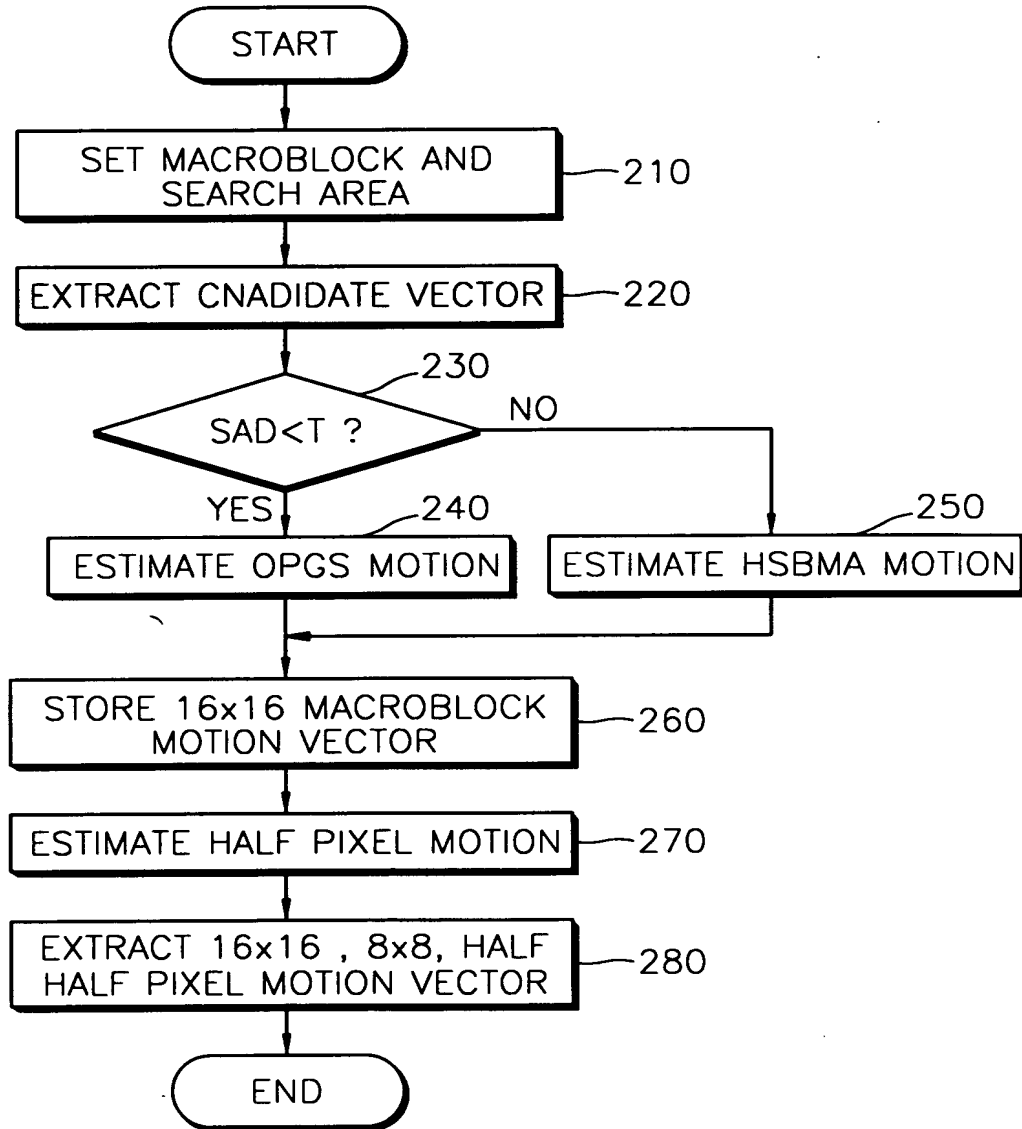 START
SET MACROBLOCK AND
SEARCH AREA
210
EXTRACT CNADIDATE VECTOR
220
230
SAD<T ?
NO
YES
240
ESTIMATE OPGS MOTION
250
ESTIMATE HSBMA MOTION
STORE 16x16 MACROBLOCK
MOTION VECTOR
260
ESTIMATE HALF PIXEL MOTION
270
EXTRACT 16x16 , 8x8, HALF
HALF PIXEL MOTION VECTOR
280
END